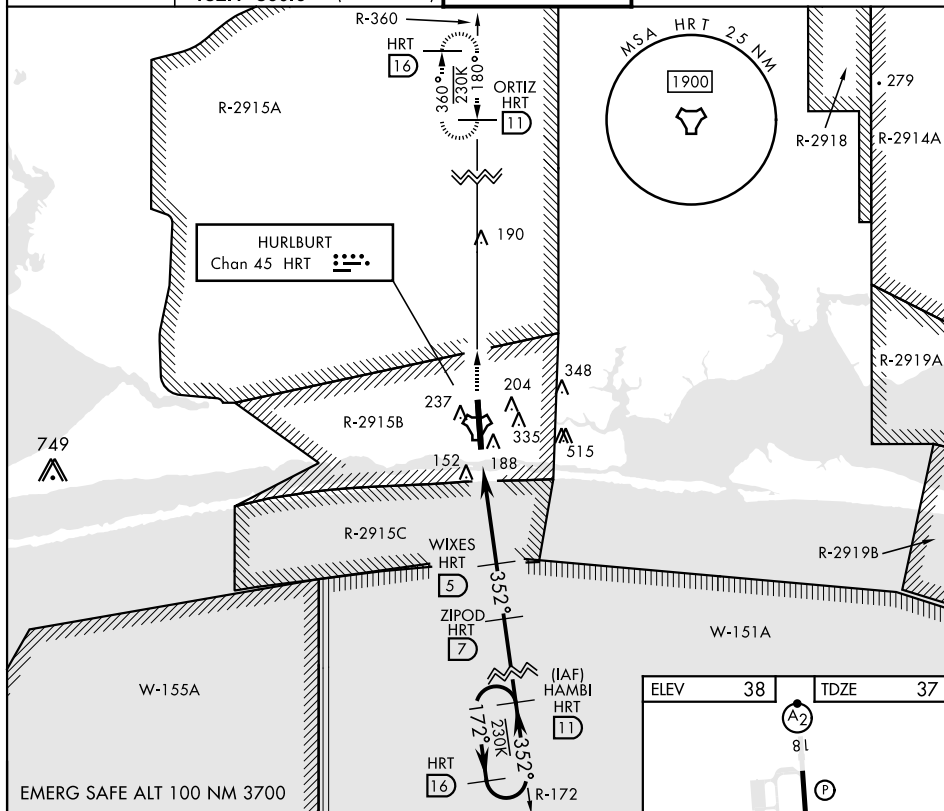 R-360
HRT
16
360°
230K
180°
ORTIZ
HRT
11
MSA HRT 25 NM
1900
279
R-2918
R-2914A
R-2915A
190
HURLBURT
Chan 45 HRT
R-2919A
348
204
237
R-2915B
335
515
749
152
188
R-2915C
WIXES
HRT
5
R-2919B
352°
ZIPOD
HRT
7
W-151A
W-155A
(IAF)
HAMBI
HRT
11
172°
230K
352°
HRT
16
R-172
ELEV 38
TDZE 37
A2
18
P
EMERG SAFE ALT 100 NM 3700